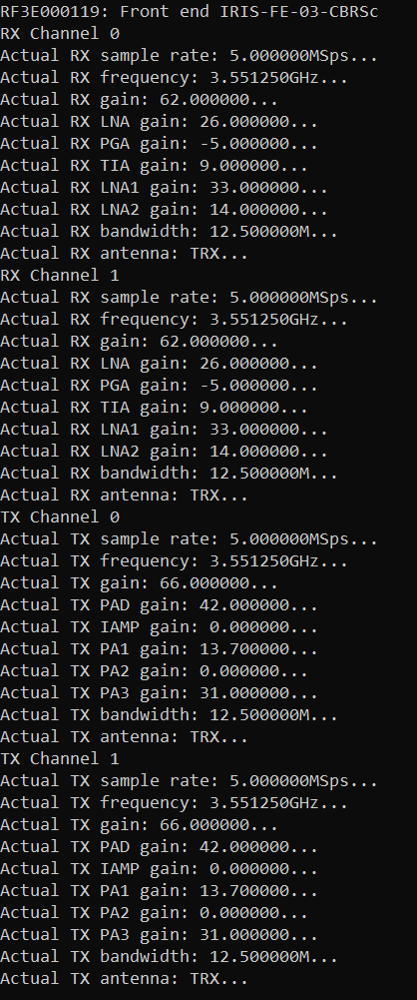 RF3E000119: Front end IRIS-FE-03-CBRSc
RX Channel 0
Actual RX sample rate: 5.000000MSps...
Actual RX frequency: 3.551250GHz...
Actual RX gain: 62.000000...
Actual RX LNA gain: 26.000000...
Actual RX PGA gain: -5.000000...
Actual RX TIA gain: 9.000000...
Actual RX LNA1 gain: 33.000000...
Actual RX LNA2 gain: 14.000000...
Actual RX bandwidth: 12.500000M...
Actual RX antenna: TRX...
RX Channel 1
Actual RX sample rate: 5.000000MSps...
Actual RX frequency: 3.551250GHz...
Actual RX gain: 62.000000...
Actual RX LNA gain: 26.000000...
Actual RX PGA gain: -5.000000...
Actual RX TIA gain: 9.000000...
Actual RX LNA1 gain: 33.000000...
Actual RX LNA2 gain: 14.000000...
Actual RX bandwidth: 12.500000M...
Actual RX antenna: TRX...
TX Channel 0
Actual TX sample rate: 5.000000MSps...
Actual TX frequency: 3.551250GHz...
Actual TX gain: 66.000000...
Actual TX PAD gain: 42.000000...
Actual TX IAMP gain: 0.000000...
Actual TX PA1 gain: 13.700000...
Actual TX PA2 gain: 0.000000...
Actual TX PA3 gain: 31.000000...
Actual TX bandwidth: 12.500000M...
Actual TX antenna: TRX...
TX Channel 1
Actual TX sample rate: 5.000000MSps...
Actual TX frequency: 3.551250GHz...
Actual TX gain: 66.000000...
Actual TX PAD gain: 42.000000...
Actual TX IAMP gain: 0.000000...
Actual TX PA1 gain: 13.700000...
Actual TX PA2 gain: 0.000000...
Actual TX PA3 gain: 31.000000...
Actual TX bandwidth: 12.500000M...
Actual TX antenna: TRX...